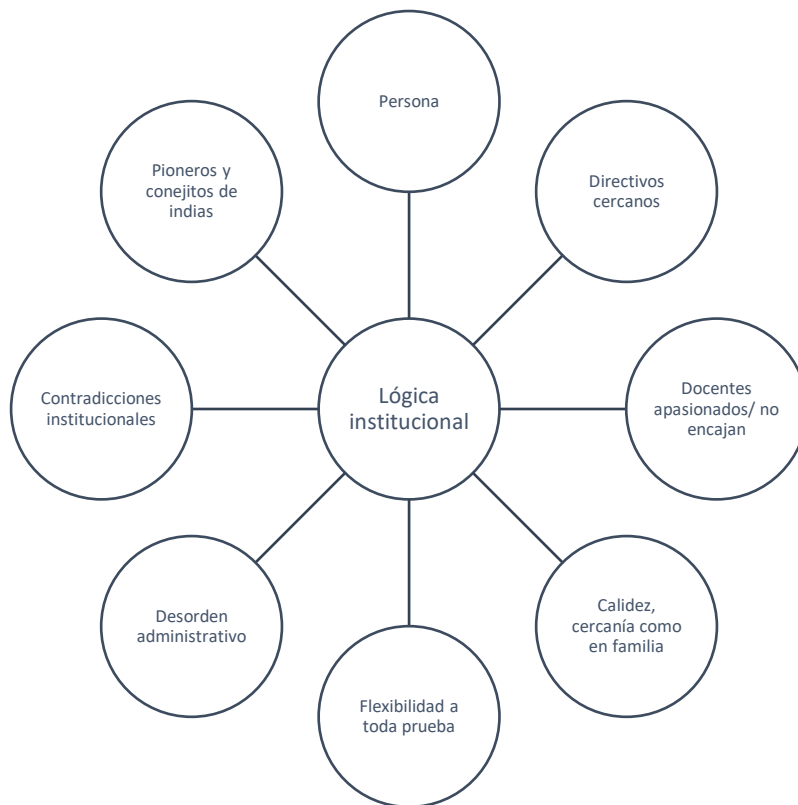 Persona
Directivos
cercanos
Docentes
apasionados/ no
encajan
Calidez,
cercanía como
en familia
Flexibilidad a
toda prueba
Desorden
administrativo
Contradicciones
institucionales
Pioneros y
conejitos de
indias
Lógica
institucional